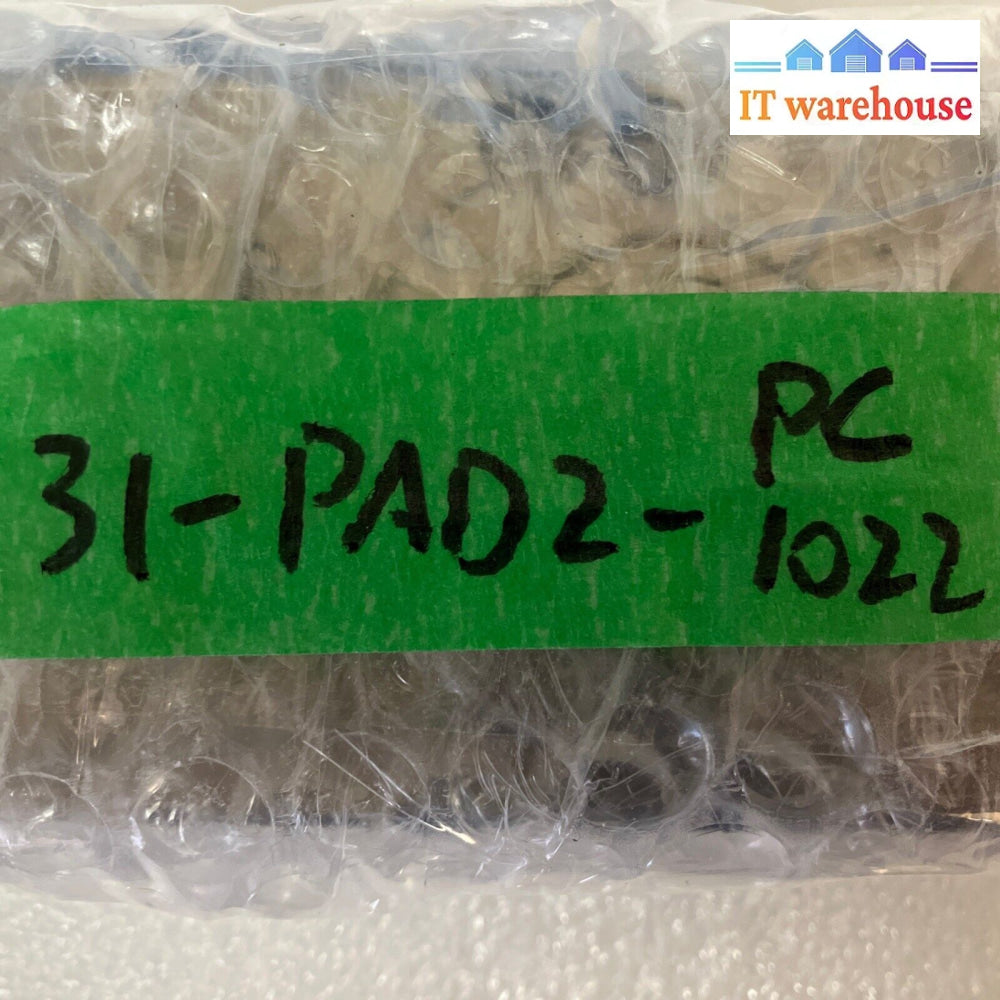 IT warehouse
31-PAD2-
PC
1022